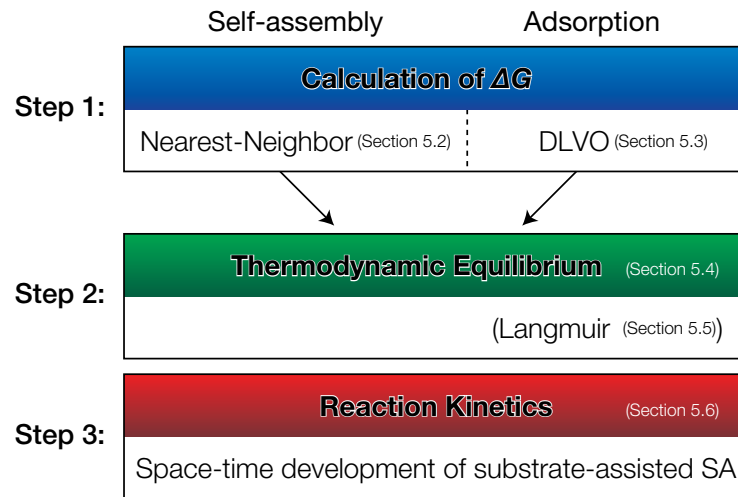 Self-assembly Adsorption
Calculation of ΔG
Step 1:
Nearest-Neighbor (Section 5.2) DLVO (Section 5.3)
Thermodynamic Equilibrium (Section 5.4)
Step 2:
(Langmuir (Section 5.5))
Reaction Kinetics (Section 5.6)
Step 3:
Space-time development of substrate-assisted SA